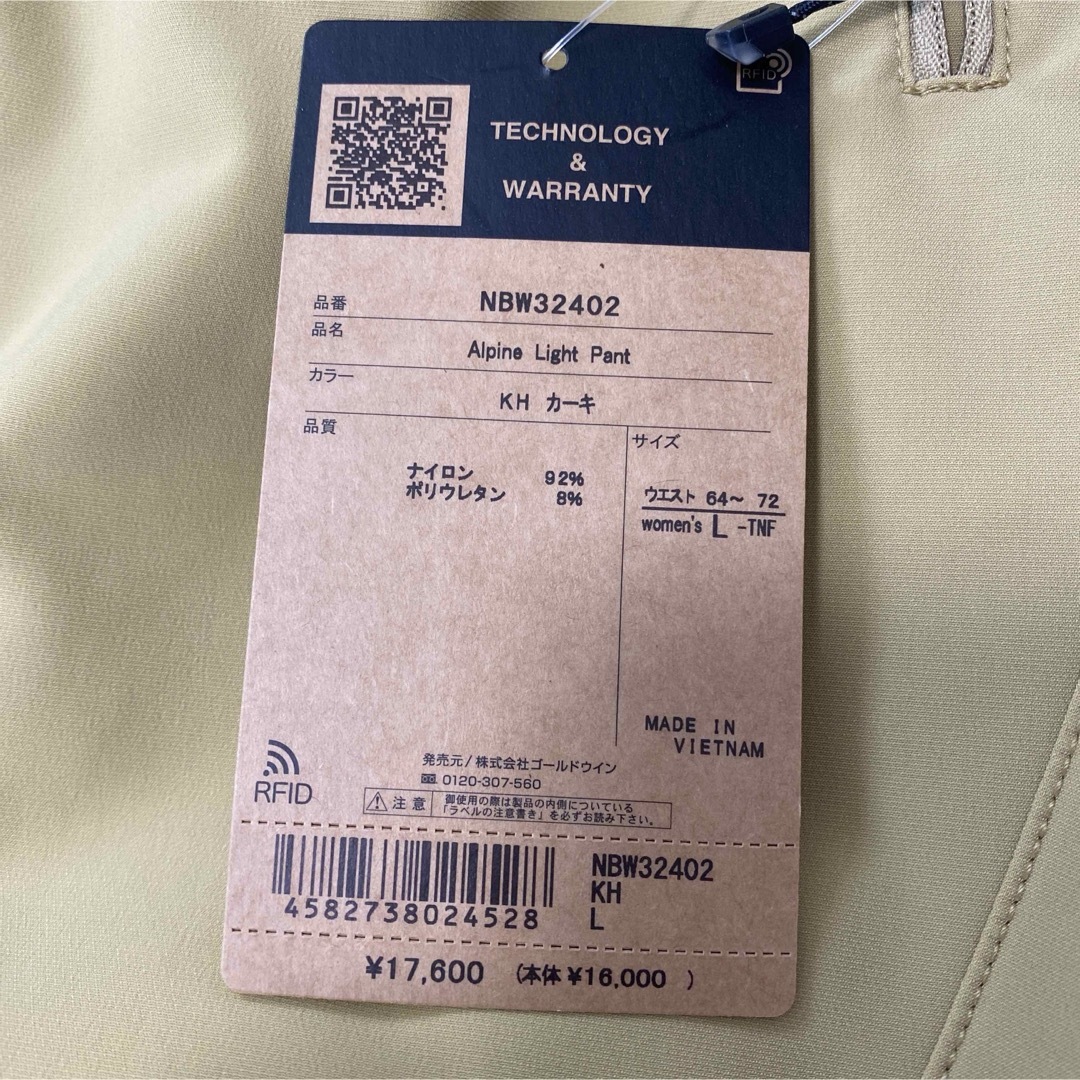 RFID
TECHNOLOGY
&
WARRANTY
品番 NBW32402
品名 Alpine Light Pant
カラー KH カーキ
品質
ナイロン 92%
ポリウレタン 8%
サイズ
ウエスト 64～ 72
women's L -TNF
MADE IN
VIETNAM
発売元/株式会社ゴールドウイン
0120-307-560
RFID
注意
御使用の際は製品の内側についている
「ラベルの注意書き」を必ずお読み下さい。
4582738024528
NBW32402
KH
L
¥17,600 (本体 ¥16,000 )